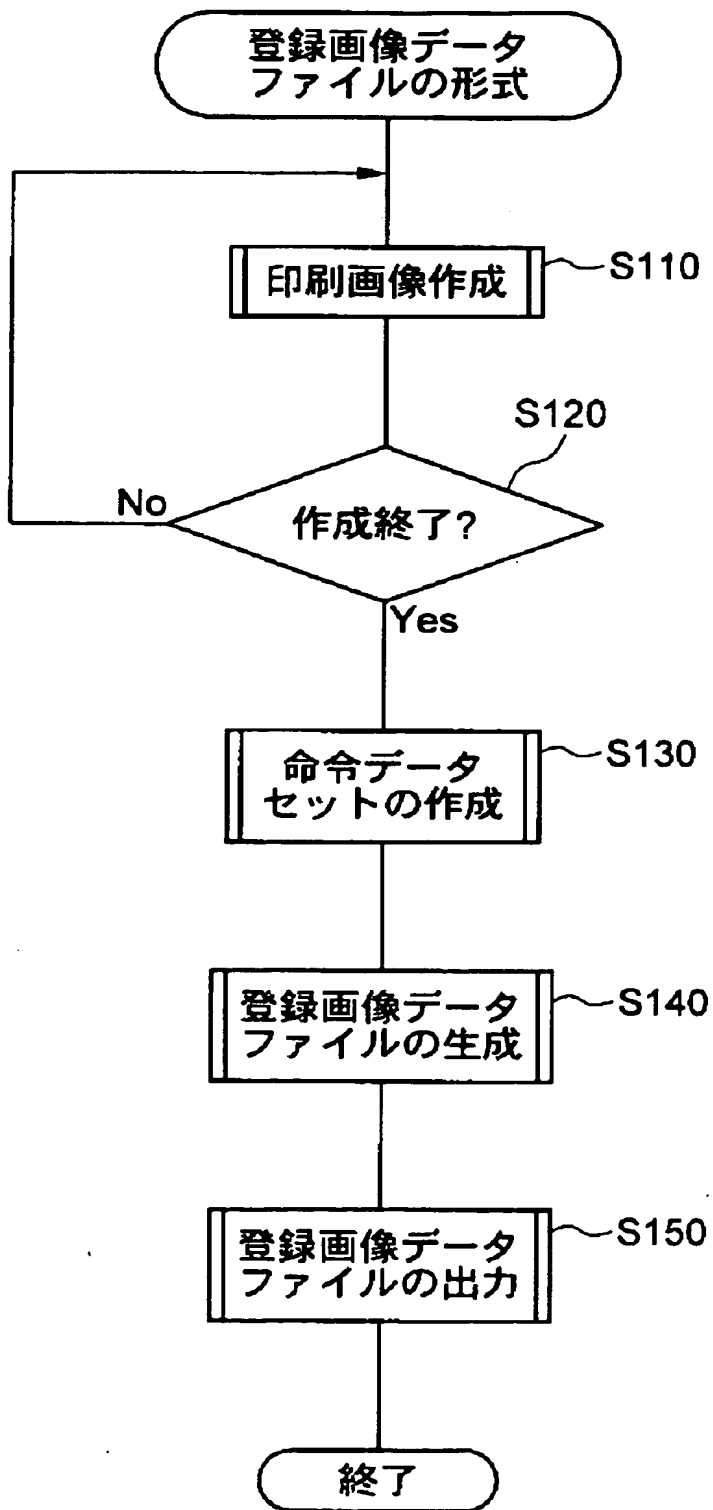 登録画像データ
ファイルの形式
印刷画像作成
S110
S120
作成終了?
No
Yes
命令データ
セットの作成
S130
登録画像データ
ファイルの生成
S140
登録画像データ
ファイルの出力
S150
終了